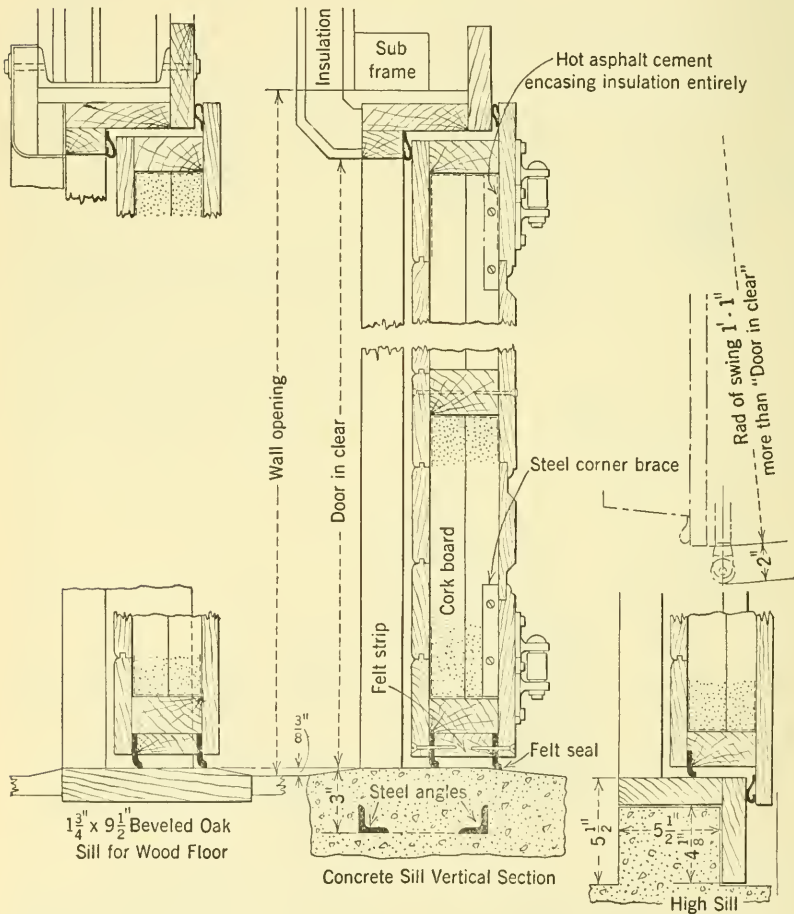 Insulation
Sub
frame
Hot asphalt cement
encasing insulation entirely
Wall opening
Door in clear
Rad of swing 1'-1"
more than "Door in clear"
2"
Steel corner brace
Cork board
Felt strip
3/8"
3"
Felt seal
Steel angles
1 3/4" x 9 1/2" Beveled Oak
Sill for Wood Floor
Concrete Sill Vertical Section
5 1/2"
5 1/2"
4 1/8"
High Sill